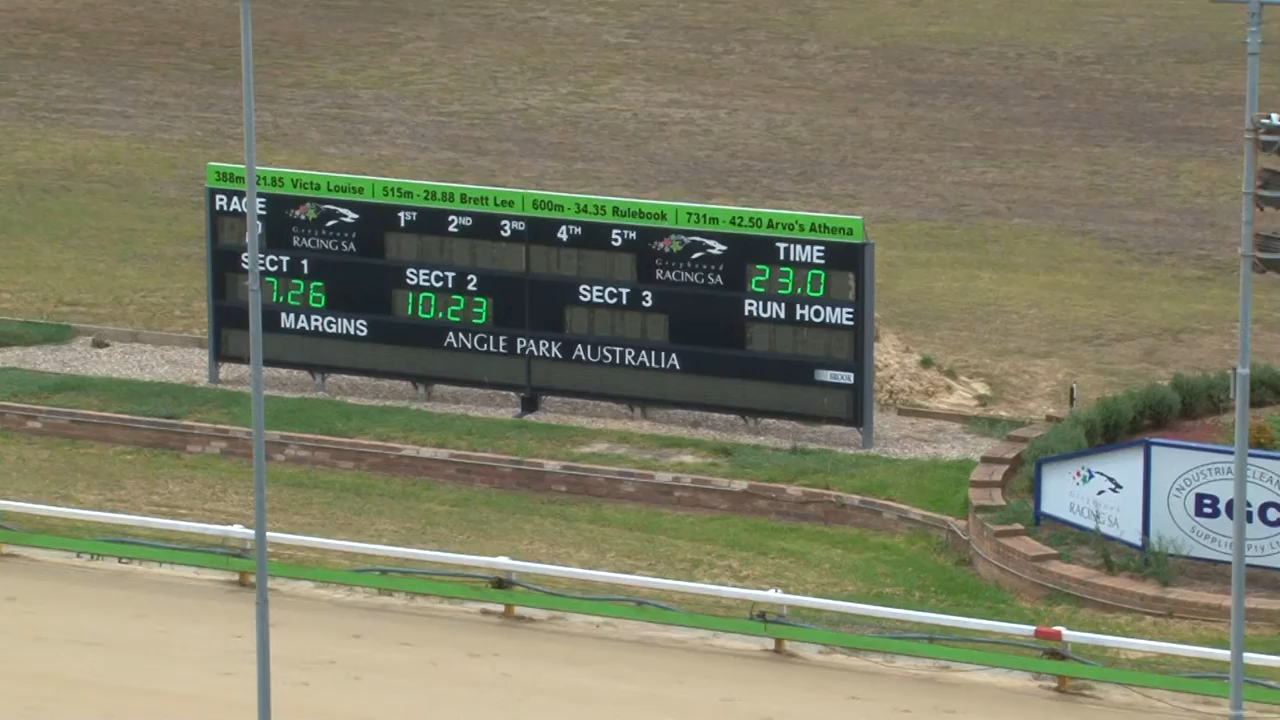 388m 21.85 Victa Louise | 515m - 28.88 Brett Lee | 600m - 34.35 Rulebook | 731m - 42.50 Arvo's Athena
RACE
Greyhound
RACING SA
1ST 2ND 3RD 4TH 5TH
Greyhound
RACING SA
TIME
23.0
SECT 1
7.26
SECT 2
10.23
SECT 3
RUN HOME
MARGINS
ANGLE PARK AUSTRALIA
BROOK
Greyhound
RACING SA
INDUSTRIAL CLEAN
BGC
SUPPLIES Pty Lt